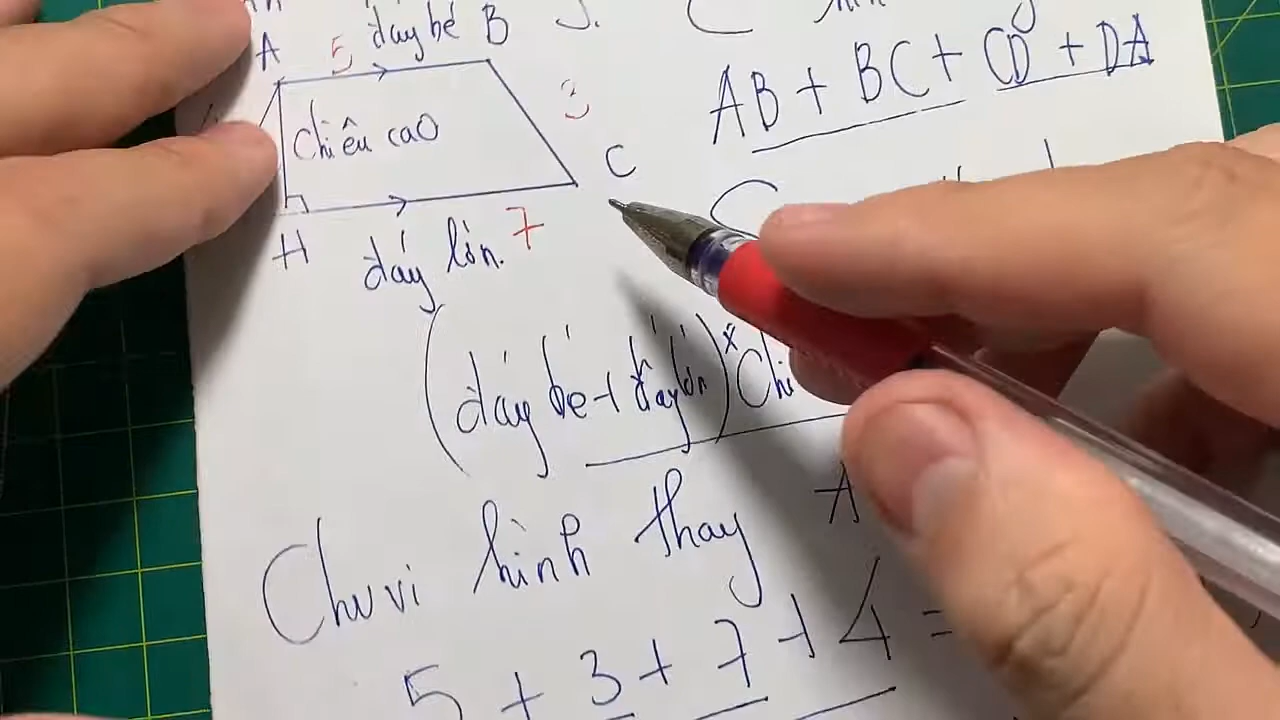 A 5 đáy bé B
AB + BC + CD + DA
Chiều cao 3
C
H đáy lớn. 7
(đáy bé + đáy lớn) x Chi
Chu vi hình thay A
5 + 3 + 7 + 4 =